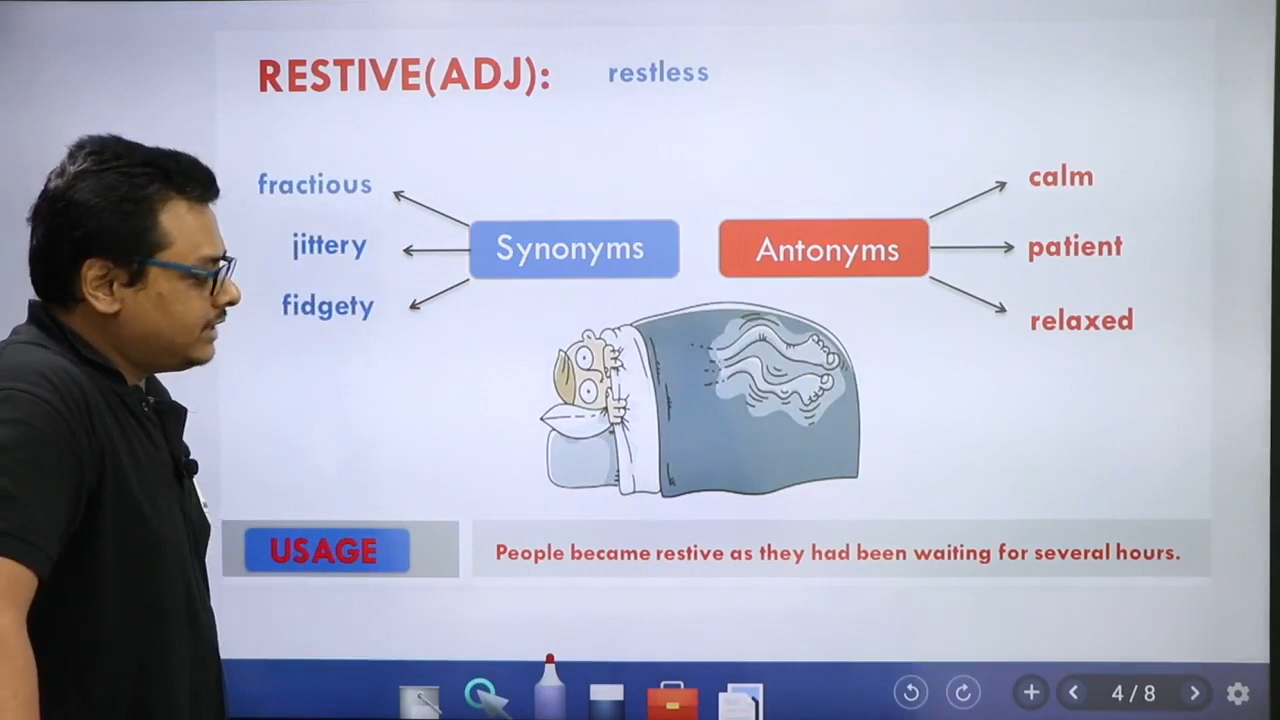 RESTIVE(ADJ): restless
fractious
jittery
fidgety
Synonyms
Antonyms
calm
patient
relaxed
USAGE
People became restive as they had been waiting for several hours.
4 / 8